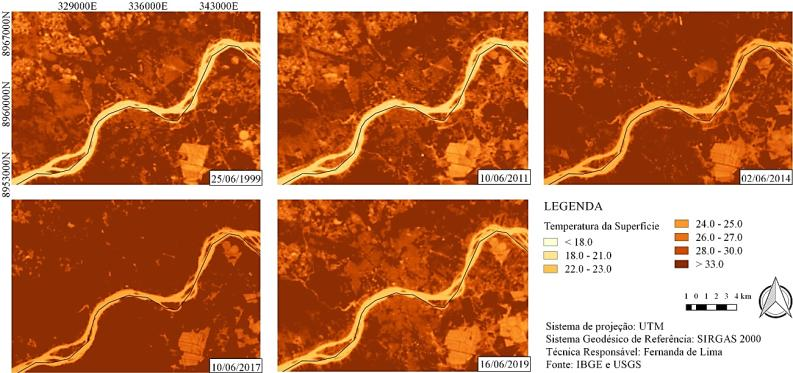 329000E 336000E 343000E
8967000N
8960000N
8953000N
25/06/1999
10/06/2011
02/06/2014
10/06/2017
16/06/2019
LEGENDA
Temperatura da Superfície
< 18.0
18.0 - 21.0
22.0 - 23.0
24.0 - 25.0
26.0 - 27.0
28.0 - 30.0
> 33.0
1 0 1 2 3 4 km
Sistema de projeção: UTM
Sistema Geodésico de Referência: SIRGAS 2000
Técnica Responsável: Fernanda de Lima
Fonte: IBGE e USGS